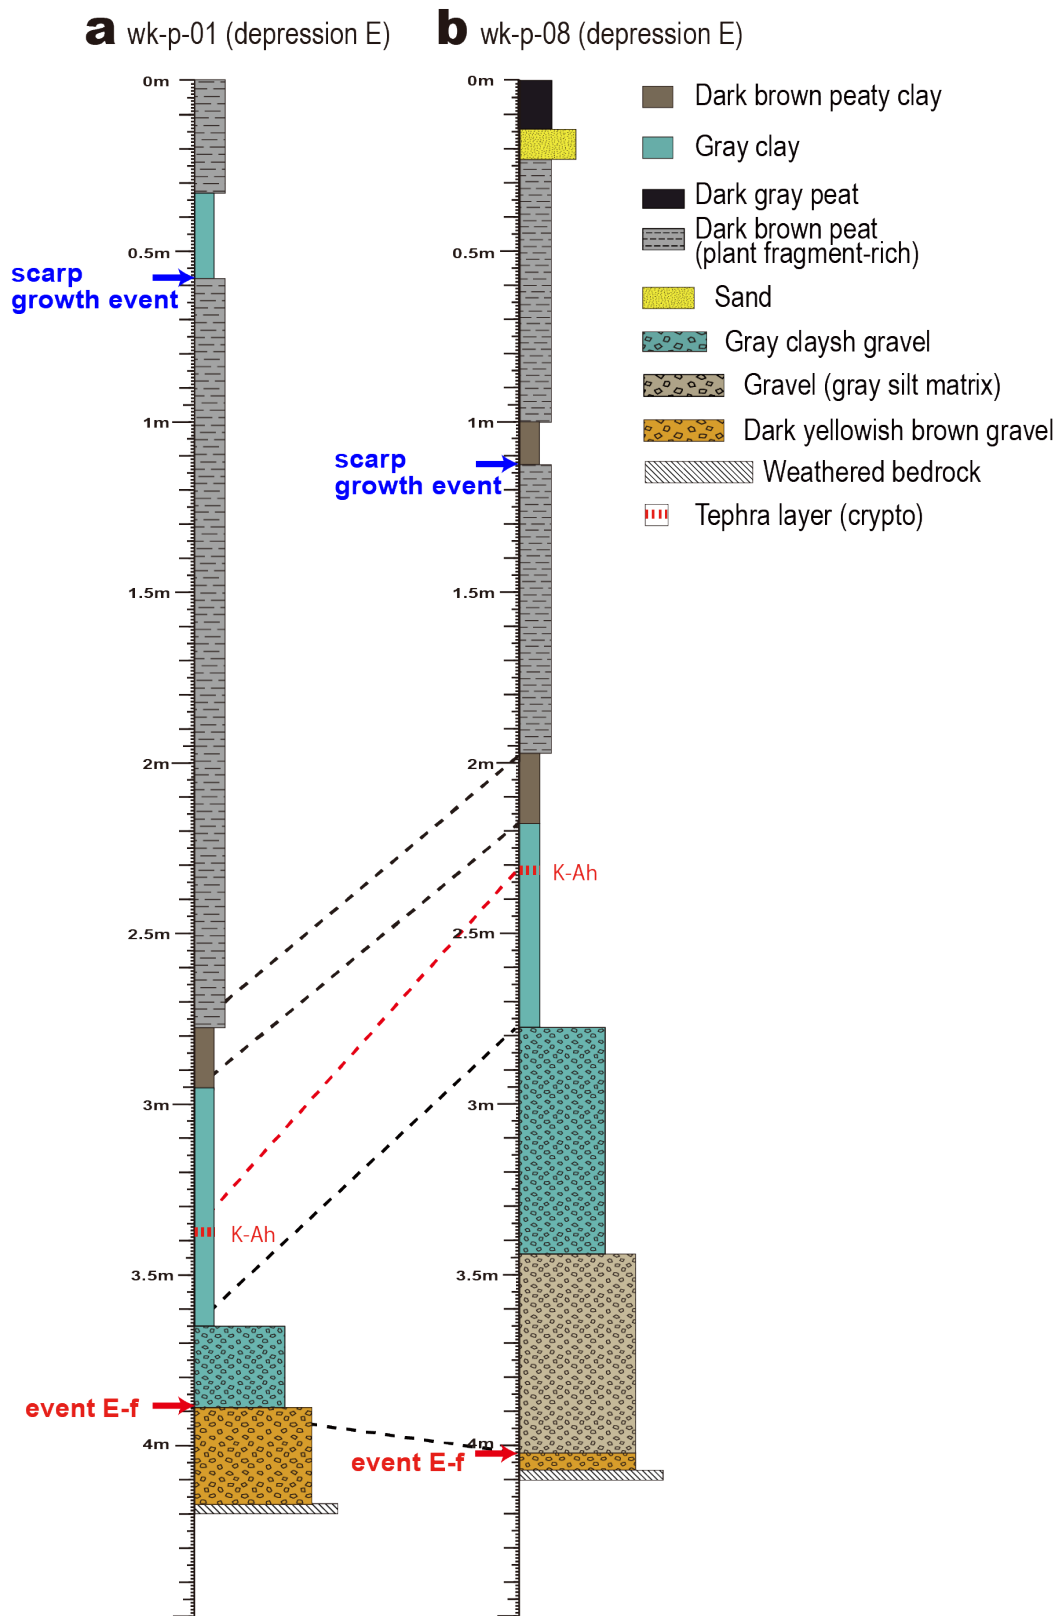 a wk-p-01 (depression E)
b wk-p-08 (depression E)
0m
0.5m
scarp
growth event
1m
1.5m
2m
2.5m
3m
K-Ah
3.5m
event E-f
4m
0m
0.5m
1m
scarp
growth event
1.5m
2m
K-Ah
2.5m
3m
3.5m
4m
event E-f
Dark brown peaty clay
Gray clay
Dark gray peat
Dark brown peat
(plant fragment-rich)
Sand
Gray claysh gravel
Gravel (gray silt matrix)
Dark yellowish brown gravel
Weathered bedrock
Tephra layer (crypto)